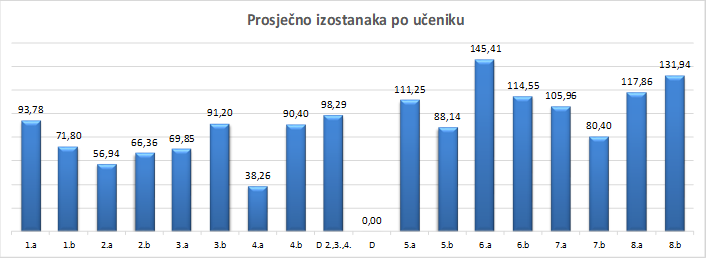 Prosječno izostanaka po učeniku
93,78 71,80 56,94 66,36 69,85 91,20 38,26 90,40 98,29 0,00 111,25 88,14 145,41 114,55 105,96 80,40 117,86 131,94
1.a 1.b 2.a 2.b 3.a 3.b 4.a 4.b D 2.,3.,4. D 5.a 5.b 6.a 6.b 7.a 7.b 8.a 8.b